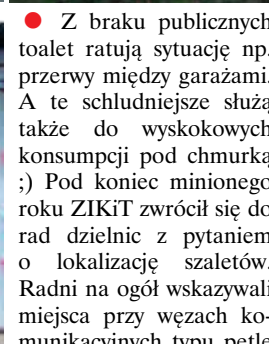 ● Z braku publicznych
toalet ratują sytuację np.
przerwy między garażami.
A te schludniejsze służą
także do wyskokowych
konsumpcji pod chmurką
;) Pod koniec minionego
roku ZIKiT zwrócił się do
rad dzielnic z pytaniem
o lokalizację szaletów.
Radni na ogół wskazywali
miejsca przy węzach ko-
munikacyjnych typu pętle